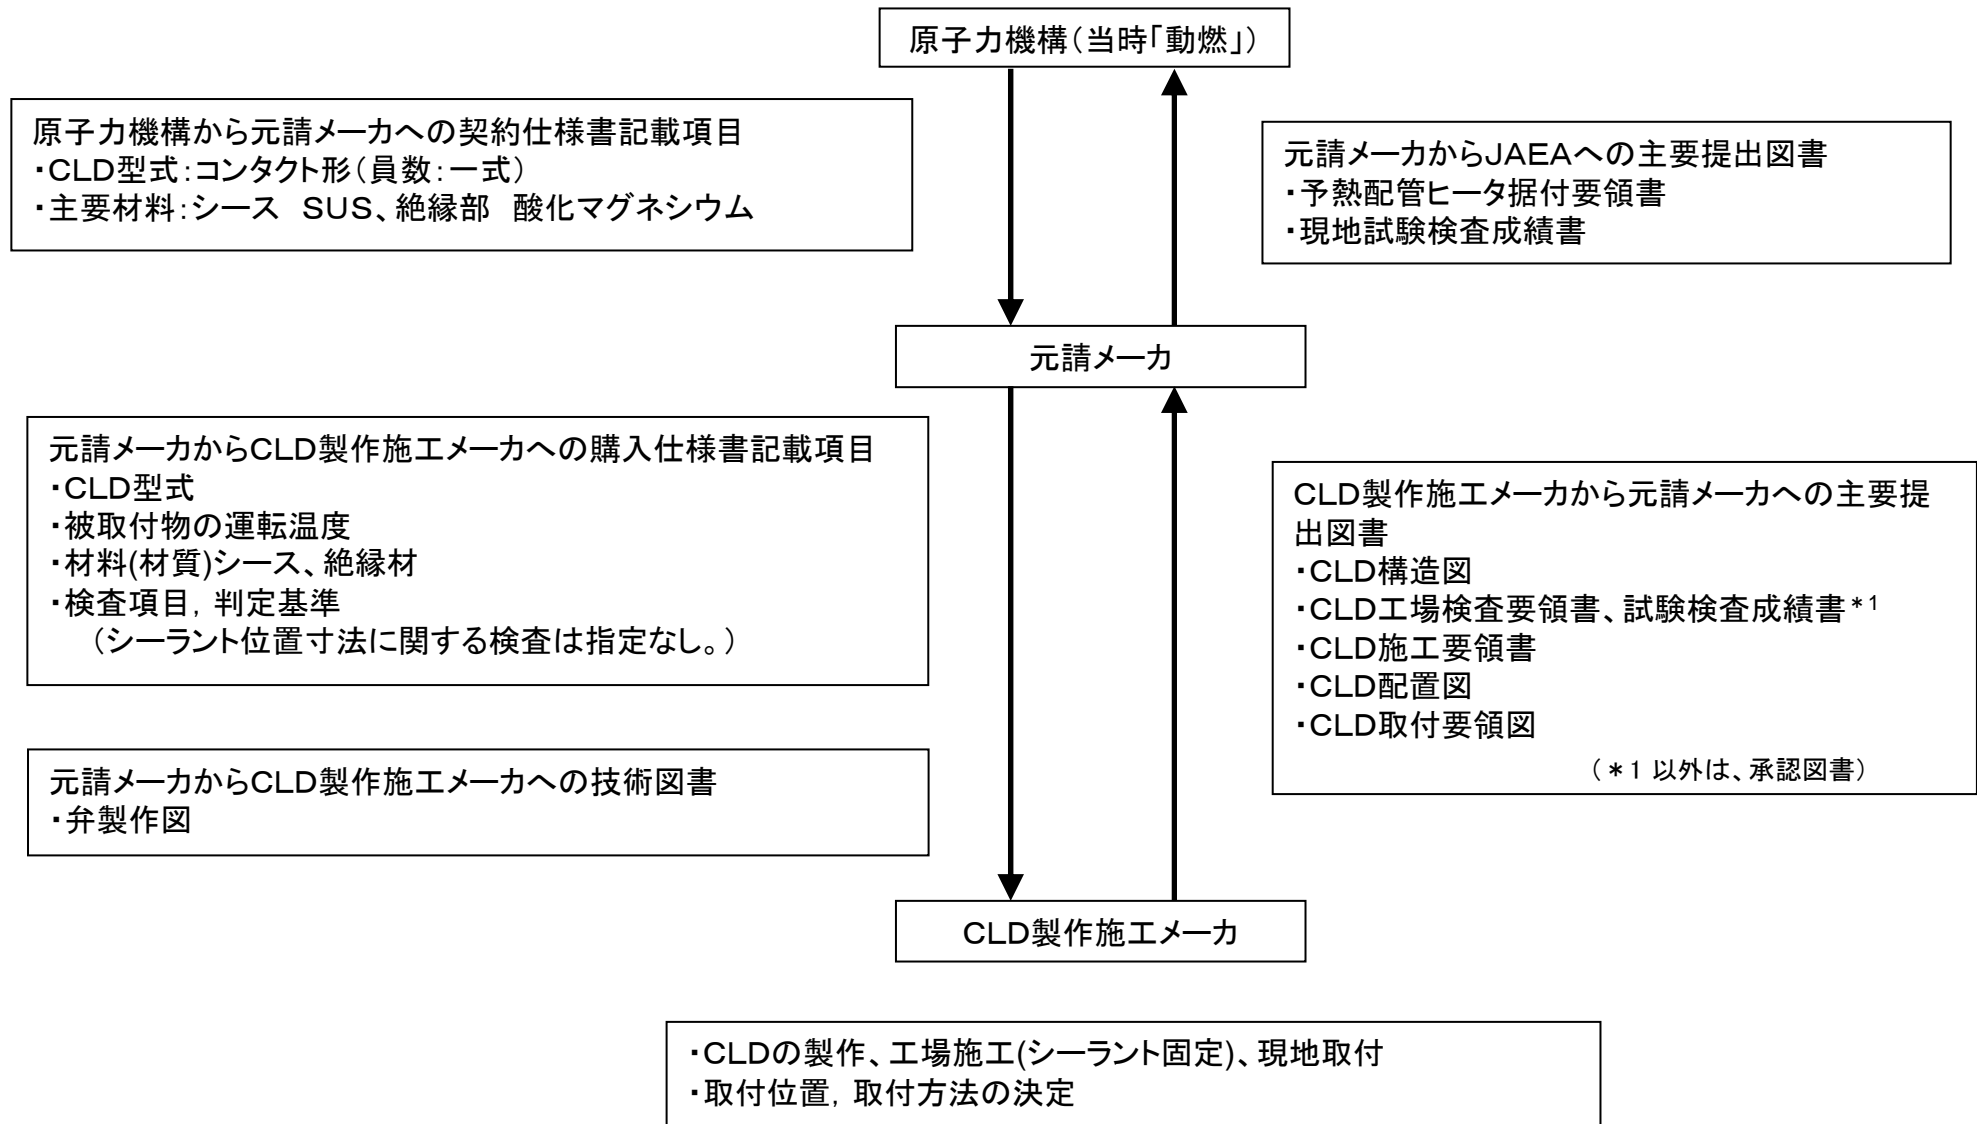 原子力機構（当時「動燃」）
原子力機構から元請メーカへの契約仕様書記載項目
・CLD型式：コンタクト形（員数：一式）
・主要材料：シース　SUS、絶縁部　酸化マグネシウム
元請メーカからJAEAへの主要提出図書
・予熱配管ヒータ据付要領書
・現地試験検査成績書
元請メーカ
元請メーカからCLD製作施工メーカへの購入仕様書記載項目
・CLD型式
・被取付物の運転温度
・材料(材質)シース、絶縁材
・検査項目，判定基準
（シーラント位置寸法に関する検査は指定なし。）
CLD製作施工メーカから元請メーカへの主要提
出図書
・CLD構造図
・CLD工場検査要領書、試験検査成績書*1
・CLD施工要領書
・CLD配置図
・CLD取付要領図
（*1 以外は、承認図書）
元請メーカからCLD製作施工メーカへの技術図書
・弁製作図
CLD製作施工メーカ
・CLDの製作、工場施工(シーラント固定)、現地取付
・取付位置，取付方法の決定